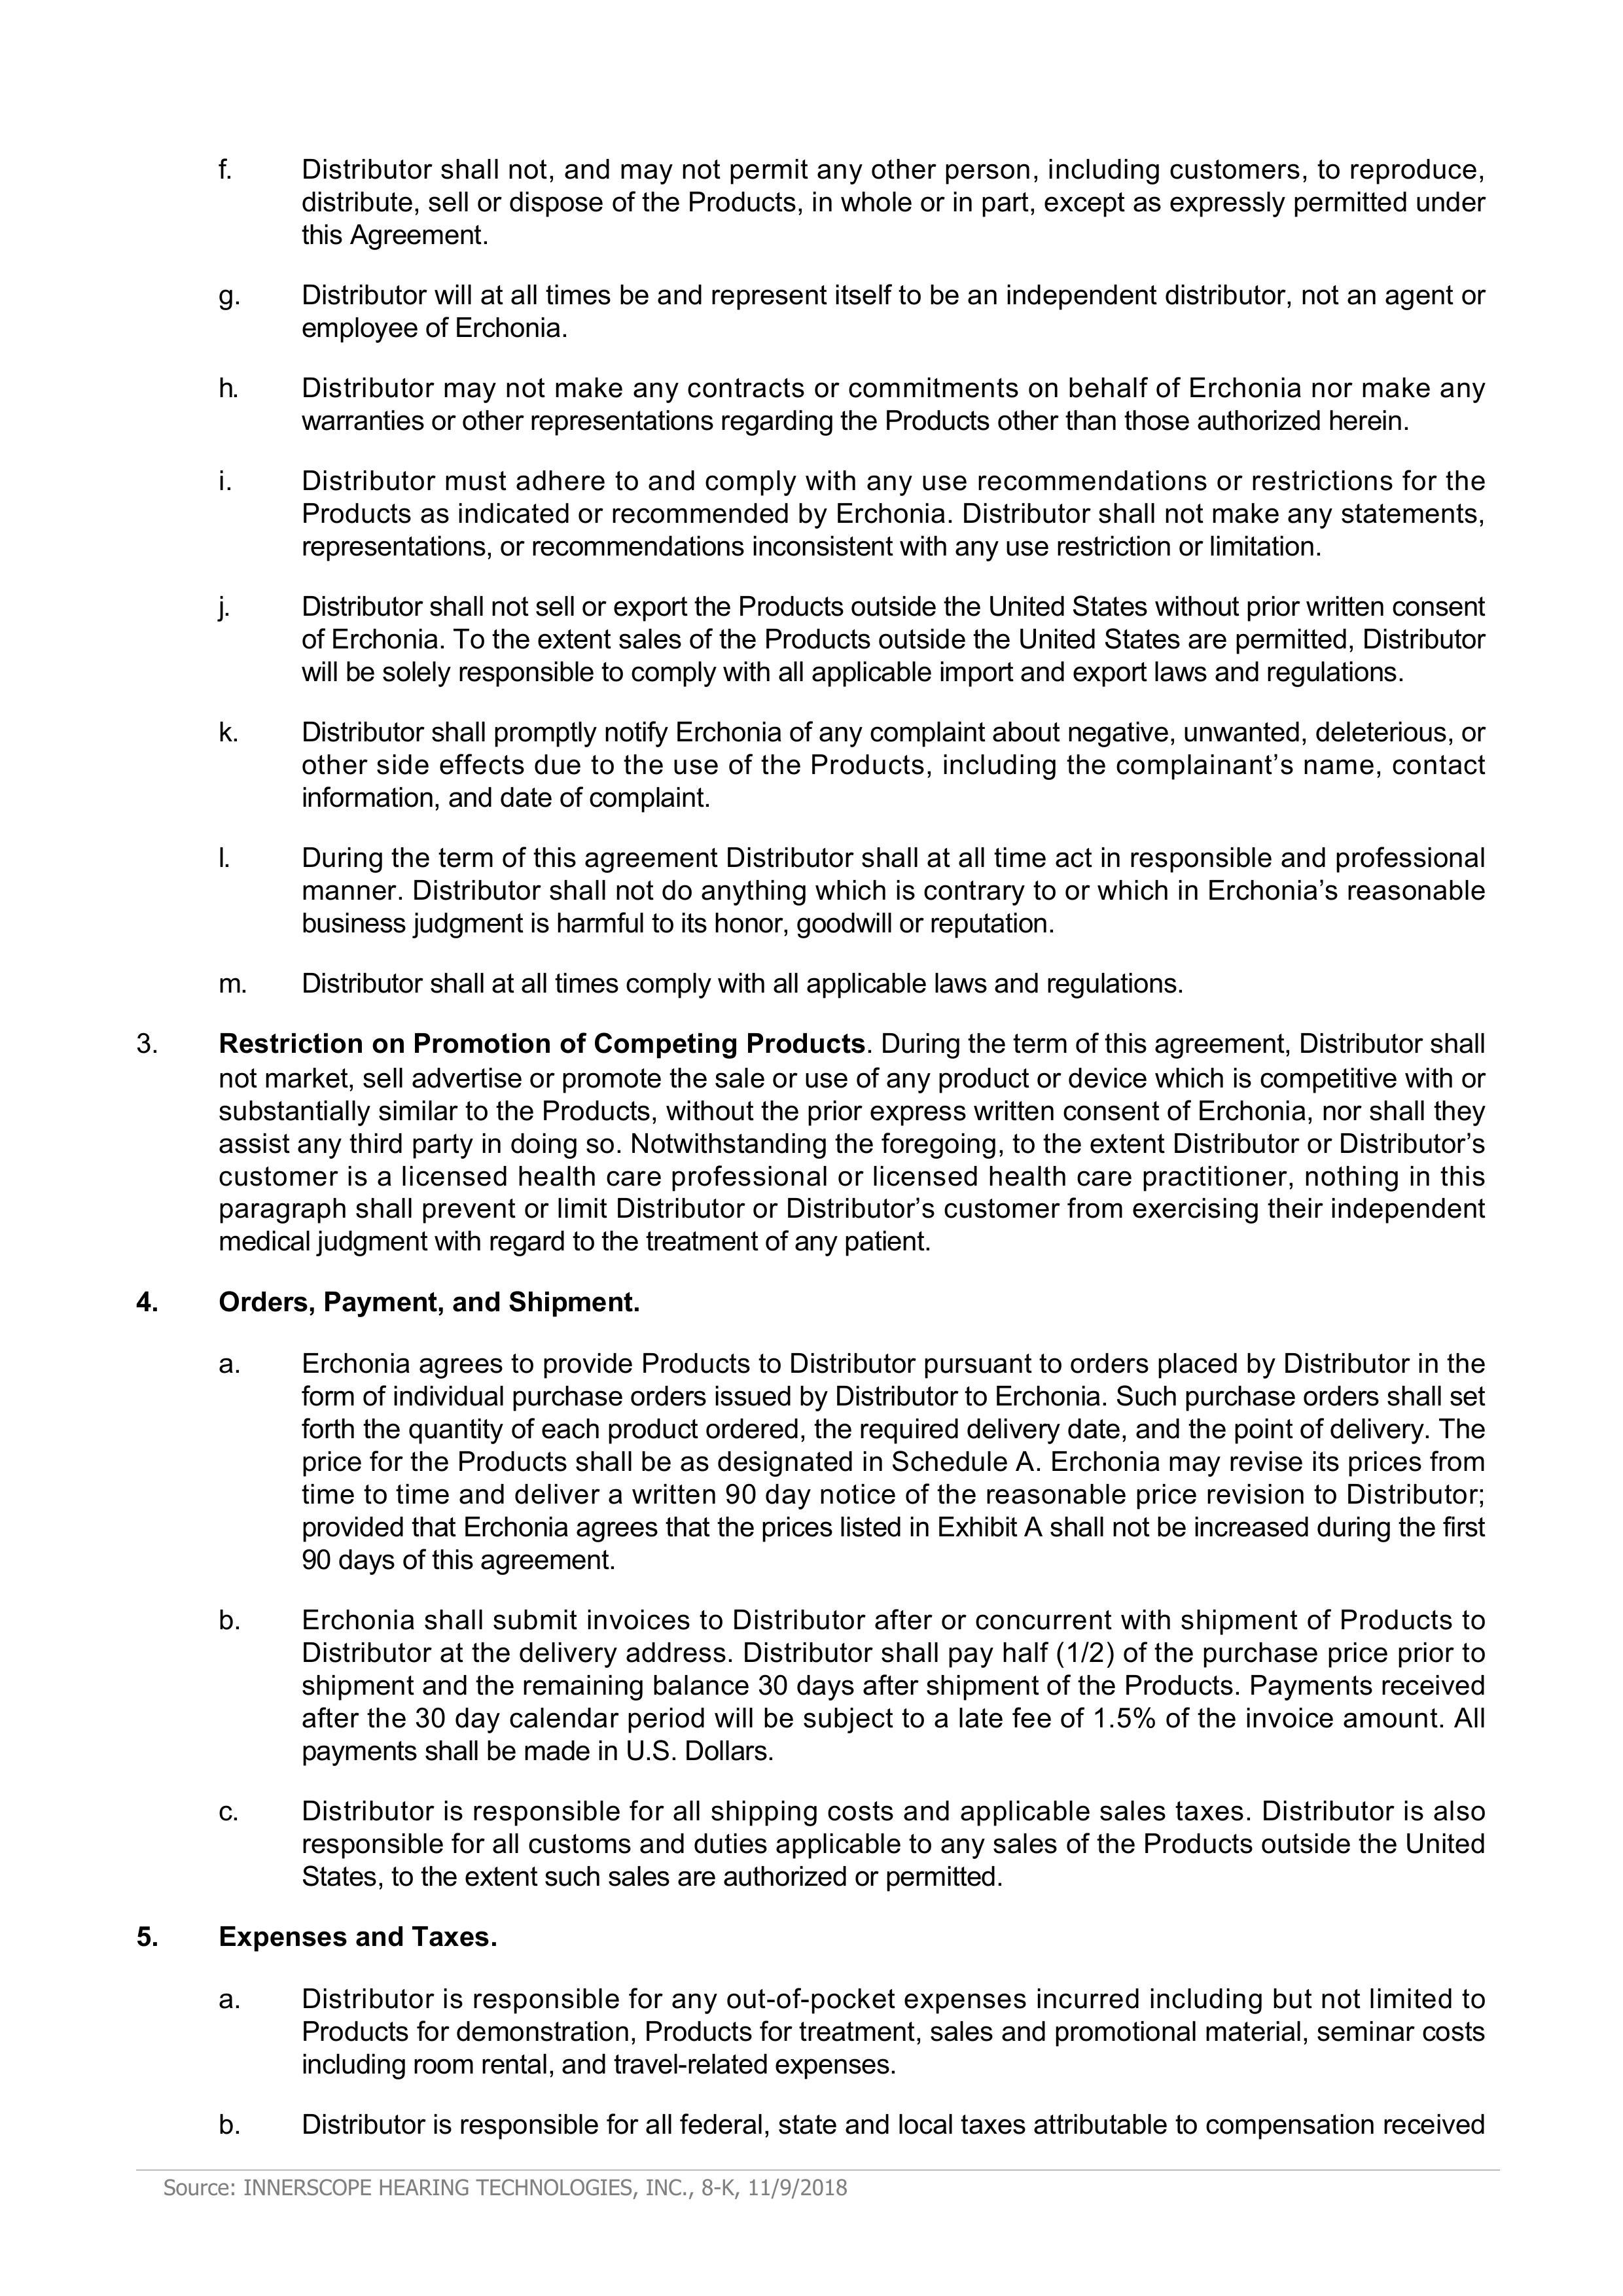 f. Distributor shall not, and may not permit any other person, including customers, to reproduce,
distribute, sell or dispose of the Products, in whole or in part, except as expressly permitted under
this Agreement.
g. Distributor will at all times be and represent itself to be an independent distributor, not an agent or
employee of Erchonia.
h. Distributor may not make any contracts or commitments on behalf of Erchonia nor make any
warranties or other representations regarding the Products other than those authorized herein.
i. Distributor must adhere to and comply with any use recommendations or restrictions for the
Products as indicated or recommended by Erchonia. Distributor shall not make any statements,
representations, or recommendations inconsistent with any use restriction or limitation.
j. Distributor shall not sell or export the Products outside the United States without prior written consent
of Erchonia. To the extent sales of the Products outside the United States are permitted, Distributor
will be solely responsible to comply with all applicable import and export laws and regulations.
k. Distributor shall promptly notify Erchonia of any complaint about negative, unwanted, deleterious, or
other side effects due to the use of the Products, including the complainant’s name, contact
information, and date of complaint.
l. During the term of this agreement Distributor shall at all time act in responsible and professional
manner. Distributor shall not do anything which is contrary to or which in Erchonia’s reasonable
business judgment is harmful to its honor, goodwill or reputation.
m. Distributor shall at all times comply with all applicable laws and regulations.
3. Restriction on Promotion of Competing Products. During the term of this agreement, Distributor shall
not market, sell advertise or promote the sale or use of any product or device which is competitive with or
substantially similar to the Products, without the prior express written consent of Erchonia, nor shall they
assist any third party in doing so. Notwithstanding the foregoing, to the extent Distributor or Distributor’s
customer is a licensed health care professional or licensed health care practitioner, nothing in this
paragraph shall prevent or limit Distributor or Distributor’s customer from exercising their independent
medical judgment with regard to the treatment of any patient.
4. Orders, Payment, and Shipment.
a. Erchonia agrees to provide Products to Distributor pursuant to orders placed by Distributor in the
form of individual purchase orders issued by Distributor to Erchonia. Such purchase orders shall set
forth the quantity of each product ordered, the required delivery date, and the point of delivery. The
price for the Products shall be as designated in Schedule A. Erchonia may revise its prices from
time to time and deliver a written 90 day notice of the reasonable price revision to Distributor;
provided that Erchonia agrees that the prices listed in Exhibit A shall not be increased during the first
90 days of this agreement.
b. Erchonia shall submit invoices to Distributor after or concurrent with shipment of Products to
Distributor at the delivery address. Distributor shall pay half (1/2) of the purchase price prior to
shipment and the remaining balance 30 days after shipment of the Products. Payments received
after the 30 day calendar period will be subject to a late fee of 1.5% of the invoice amount. All
payments shall be made in U.S. Dollars.
c. Distributor is responsible for all shipping costs and applicable sales taxes. Distributor is also
responsible for all customs and duties applicable to any sales of the Products outside the United
States, to the extent such sales are authorized or permitted.
5. Expenses and Taxes.
a. Distributor is responsible for any out-of-pocket expenses incurred including but not limited to
Products for demonstration, Products for treatment, sales and promotional material, seminar costs
including room rental, and travel-related expenses.
b. Distributor is responsible for all federal, state and local taxes attributable to compensation received
Source: INNERSCOPE HEARING TECHNOLOGIES, INC., 8-K, 11/9/2018